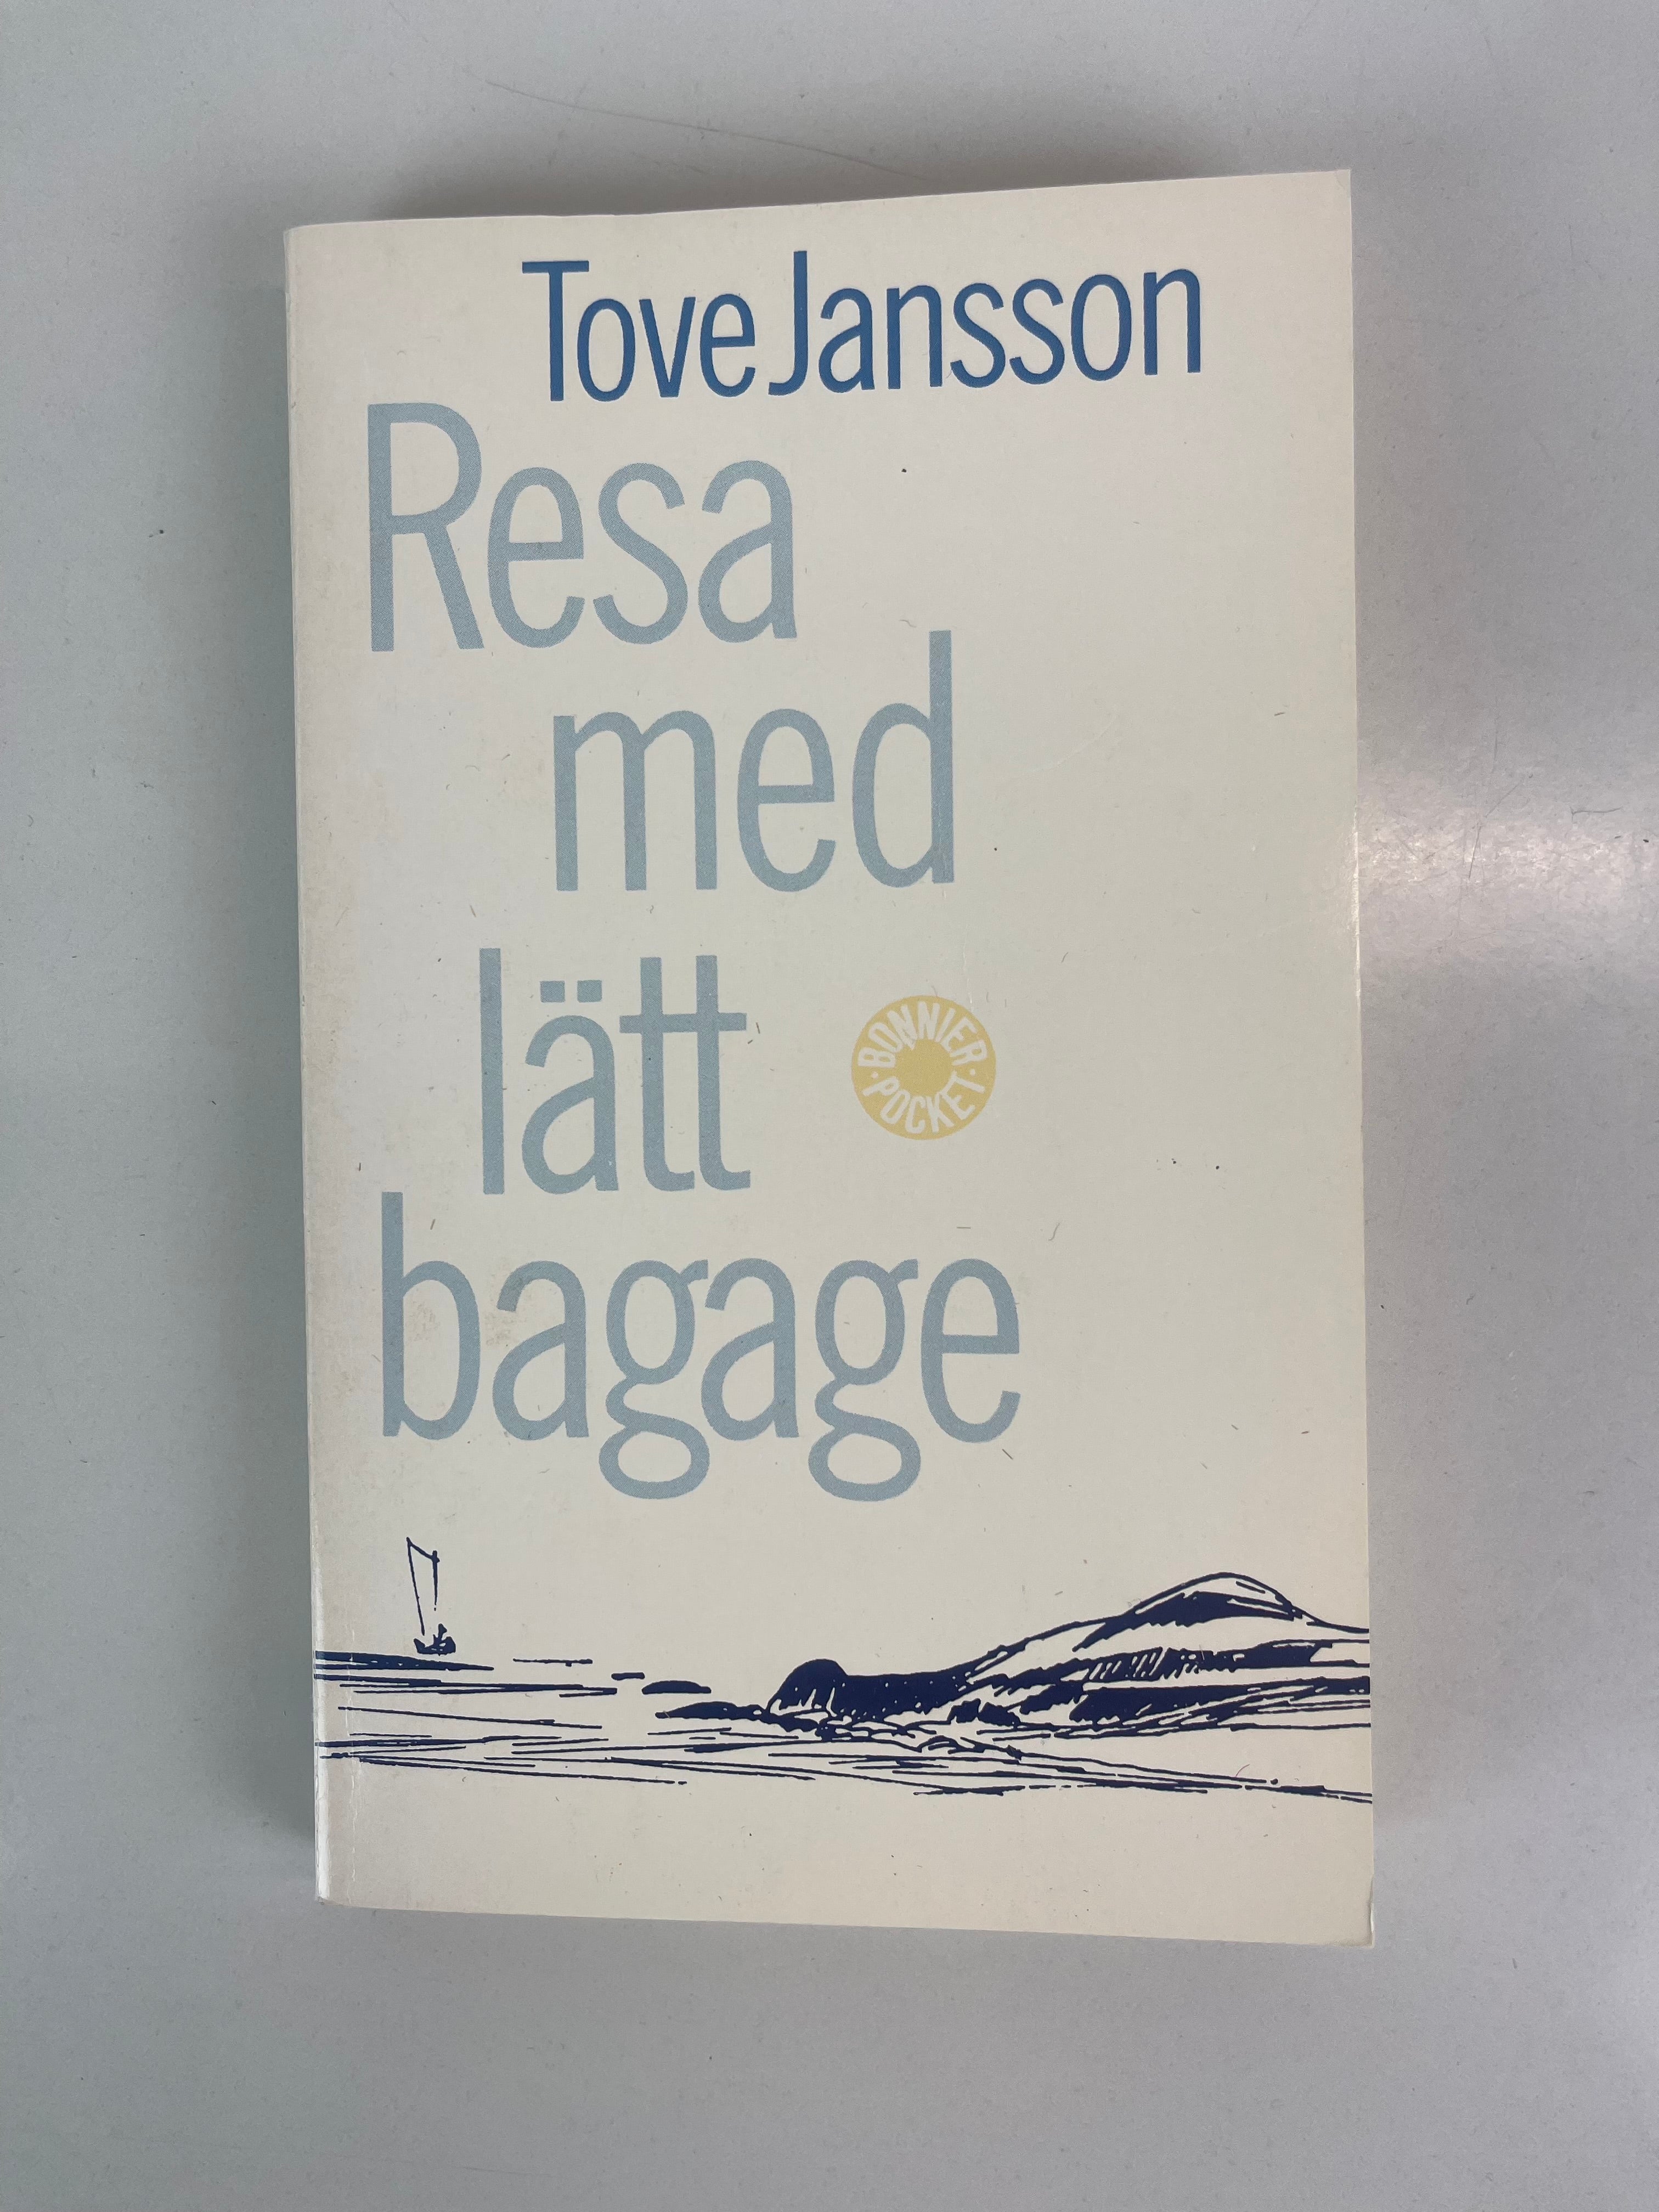 Tove Jansson
Resa
med
lätt
bagage
BONNIER
POCKET